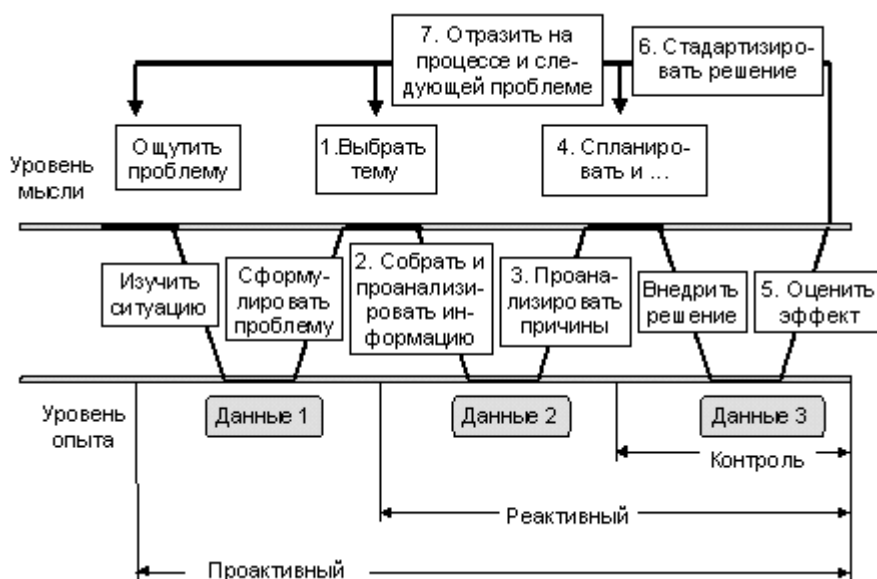 7. Отразить на
процессе и сле-
дующей проблеме
6. Стадартизиро-
вать решение
Уровень
мысли
Ощутить
проблему
1.Выбрать
тему
4. Спланиро-
вать и ...
Изучить
ситуацию
Сформу-
лировать
проблему
2. Собрать и
проанализи-
ровать ин-
формацию
3. Проана-
лизировать
причины
Внедрить
решение
5. Оценить
эффект
Уровень
опыта
Данные 1
Данные 2
Данные 3
Контроль
Реактивный
Проактивный